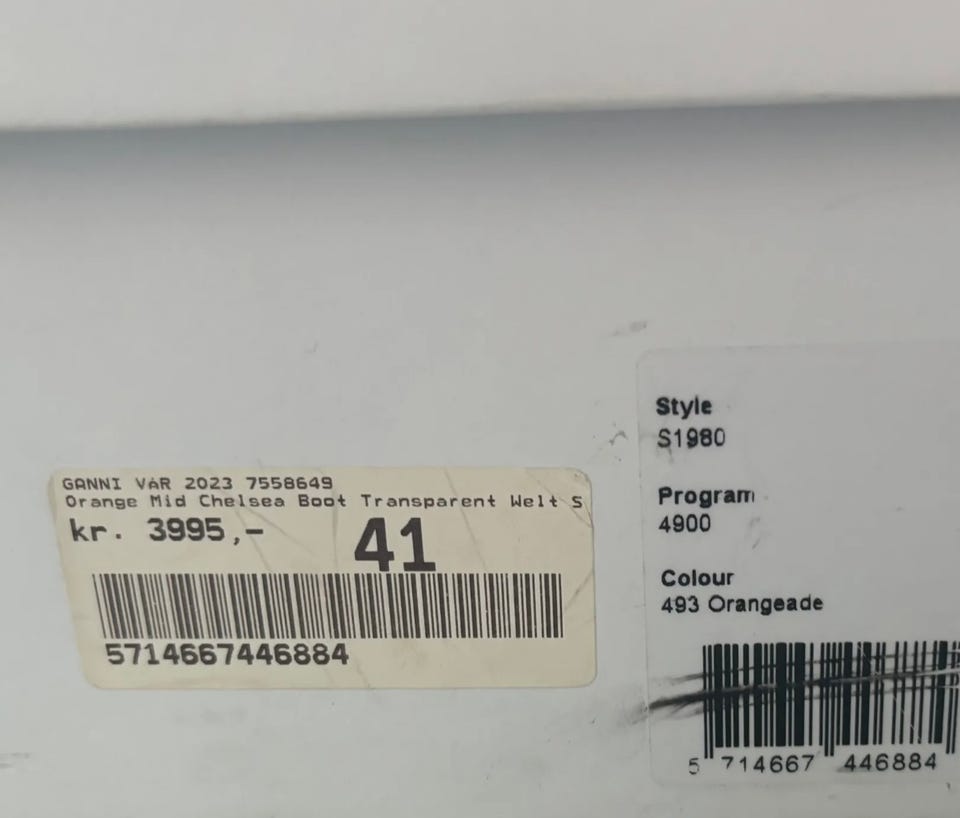 GANNI VÅR 2023 7558649
Orange Mid Chelsea Boot Transparent Welt S
kr. 3995,- 41
5714667446884
Style
S1980
Program
4900
Colour
493 Orangeade
5 714667 446884